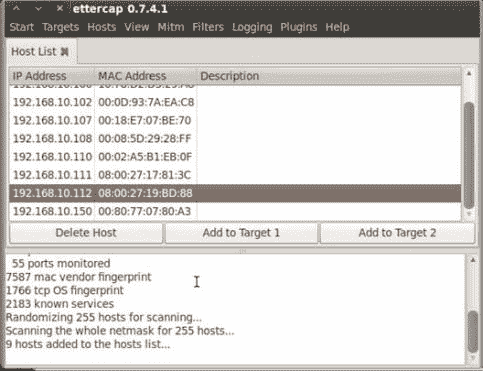 ettercap 0.7.4.1
Start Targets Hosts View Mitm Filters Logging Plugins Help
Host List
IP Address MAC Address Description
192.168.10.102 00:0D:93:7A:EA:C8
192.168.10.107 00:18:E7:07:BE:70
192.168.10.108 00:08:5D:29:28:FF
192.168.10.110 00:02:A5:B1:EB:0F
192.168.10.111 08:00:27:17:81:3C
192.168.10.112 08:00:27:19:BD:88
192.168.10.150 00:80:77:07:80:A3
Delete Host Add to Target 1 Add to Target 2
55 ports monitored
7587 mac vendor fingerprint
1766 tcp OS fingerprint
2183 known services
Randomizing 255 hosts for scanning...
Scanning the whole netmask for 255 hosts...
9 hosts added to the hosts list...